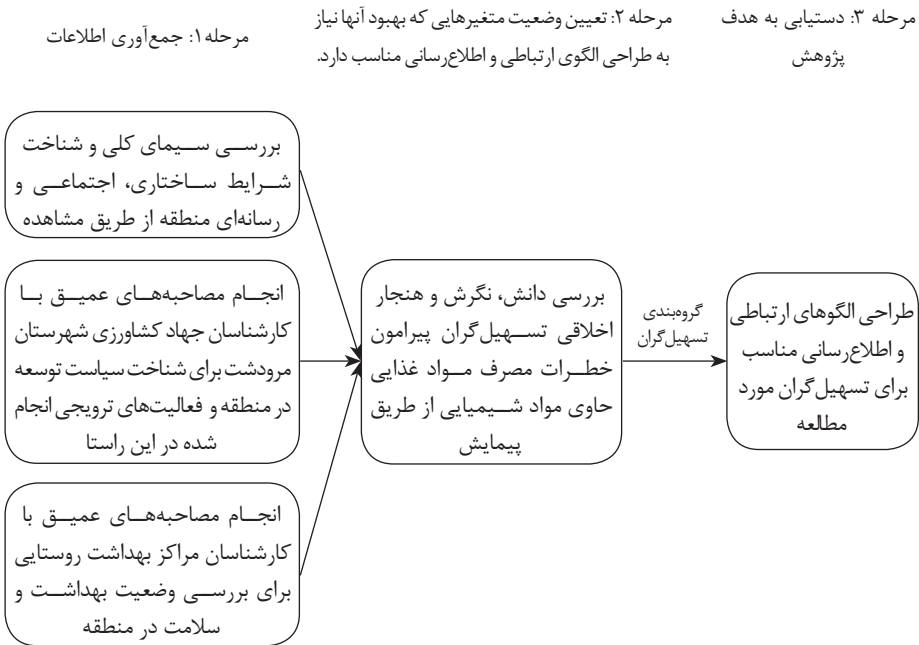 مرحله ۳: دستیابی به هدف
پژوهش
مرحله ۲: تعیین وضعیت متغیرهایی که بهبود آنها نیاز
به طراحی الگوی ارتباطی و اطلاع‌رسانی مناسب دارد.
مرحله۱: جمع‌آوری اطلاعات
بررسی سیمای کلی و شناخت
شرایط ساختاری، اجتماعی و
رسانه‌ای منطقه از طریق مشاهده
انجام مصاحبه‌های عمیق با
کارشناسان جهاد کشاورزی شهرستان
مرودشت برای شناخت سیاست توسعه
در منطقه و فعالیت‌های ترویجی انجام
شده در این راستا
انجام مصاحبه‌های عمیق با
کارشناسان مراکز بهداشت روستایی
برای بررسی وضعیت بهداشت و
سلامت در منطقه
بررسی دانش، نگرش و هنجار
اخلاقی تسهیل‌گران پیرامون
خطرات مصرف مواد غذایی
حاوی مواد شیمیایی از طریق
پیمایش
گروه‌بندی
تسهیل‌گران
طراحی الگوهای ارتباطی
و اطلاع‌رسانی مناسب
برای تسهیل‌گران مورد
مطالعه